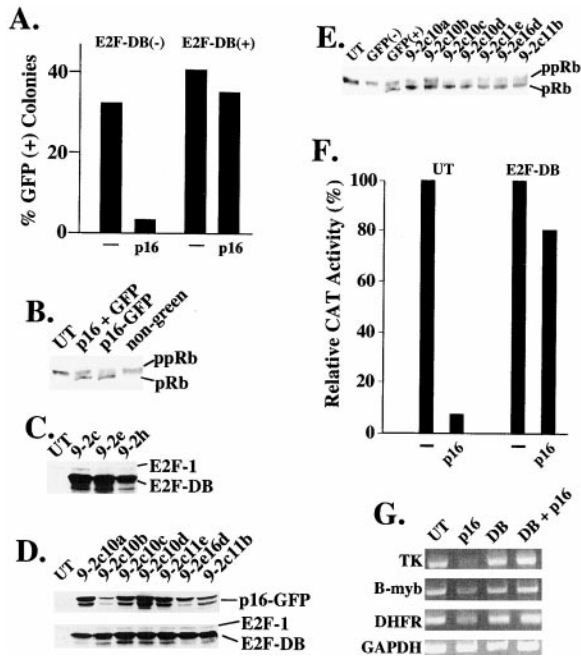 A.
E2F-DB(-) E2F-DB(+)
% GFP (+) Colonies
40
20
0
— p16 — p16
B.
UT p16 + GFP p16-GFP non-green
ppRb
pRb
C.
UT 9-2c 9-2e 9-2h
E2F-1
E2F-DB
D.
UT 9-2c10a 9-2c10b 9-2c10c 9-2c10d 9-2c11e 9-2e16d 9-2c11b
p16-GFP
E2F-1
E2F-DB
E.
UT GFP(-) GFP(+) 9-2c10a 9-2c10b 9-2c10c 9-2c10d 9-2c11e 9-2e16d 9-2c11b
ppRb
pRb
F.
UT E2F-DB
Relative CAT Activity (%)
100
80
60
40
20
0
— p16 — p16
G.
UT p16 DB DB + p16
TK
B-myb
DHFR
GAPDH